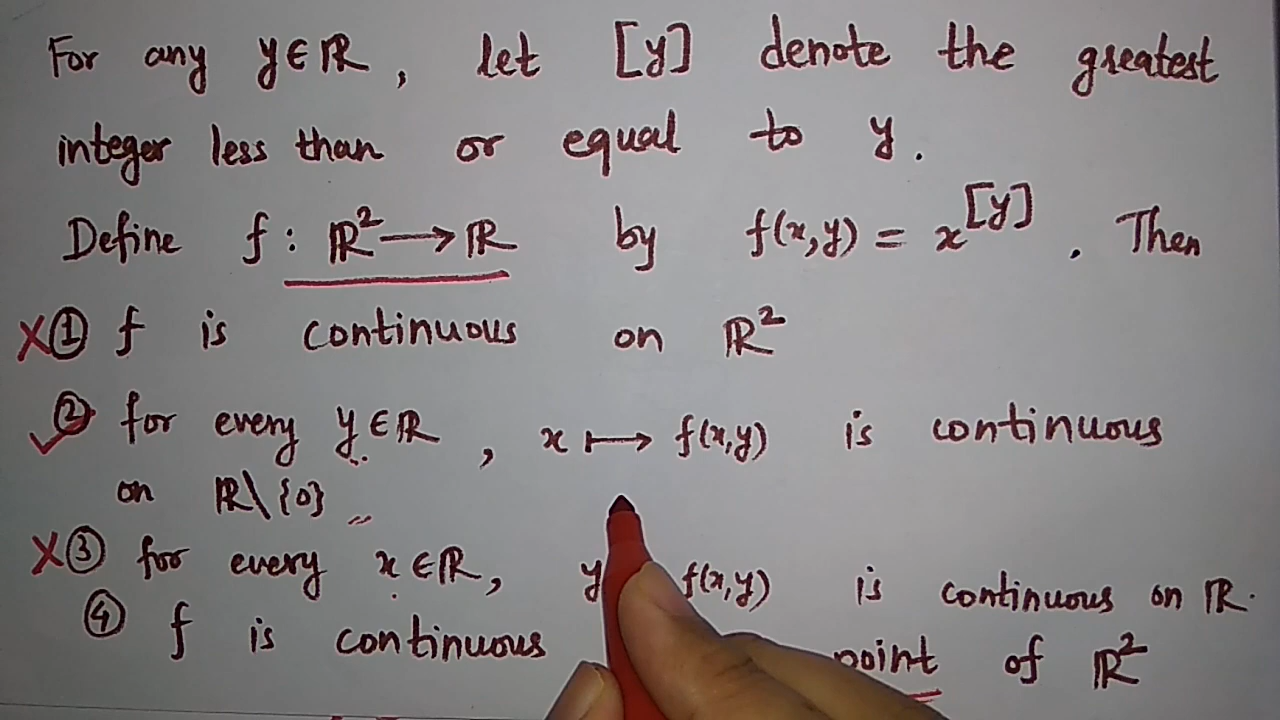 For any y∈ℝ, let [y] denote the greatest
integer less than or equal to y.
Define f: ℝ² → ℝ by f(x,y) = x^[y]. Then
X ① f is continuous on ℝ²
✓ ② for every y∈ℝ, x ↦ f(x,y) is continuous
on ℝ\{0}
X ③ for every x∈ℝ, y f(x,y) is continuous on ℝ.
④ f is continuous point of ℝ²